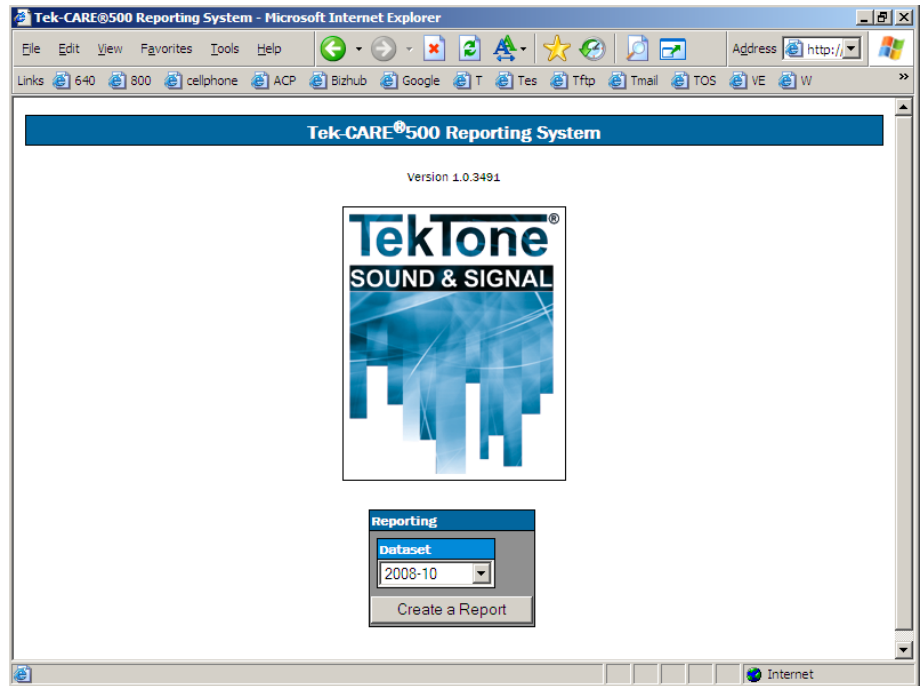 Tek-CARE®500 Reporting System - Microsoft Internet Explorer
File Edit View Favorites Tools Help Address http://
Links 640 800 cellphone ACP Bizhub Google T Tes Tftp Tmail TOS VE W »
Tek-CARE®500 Reporting System
Version 1.0.3491
TekTone®
SOUND & SIGNAL
Reporting
Dataset
2008-10
Create a Report
Internet